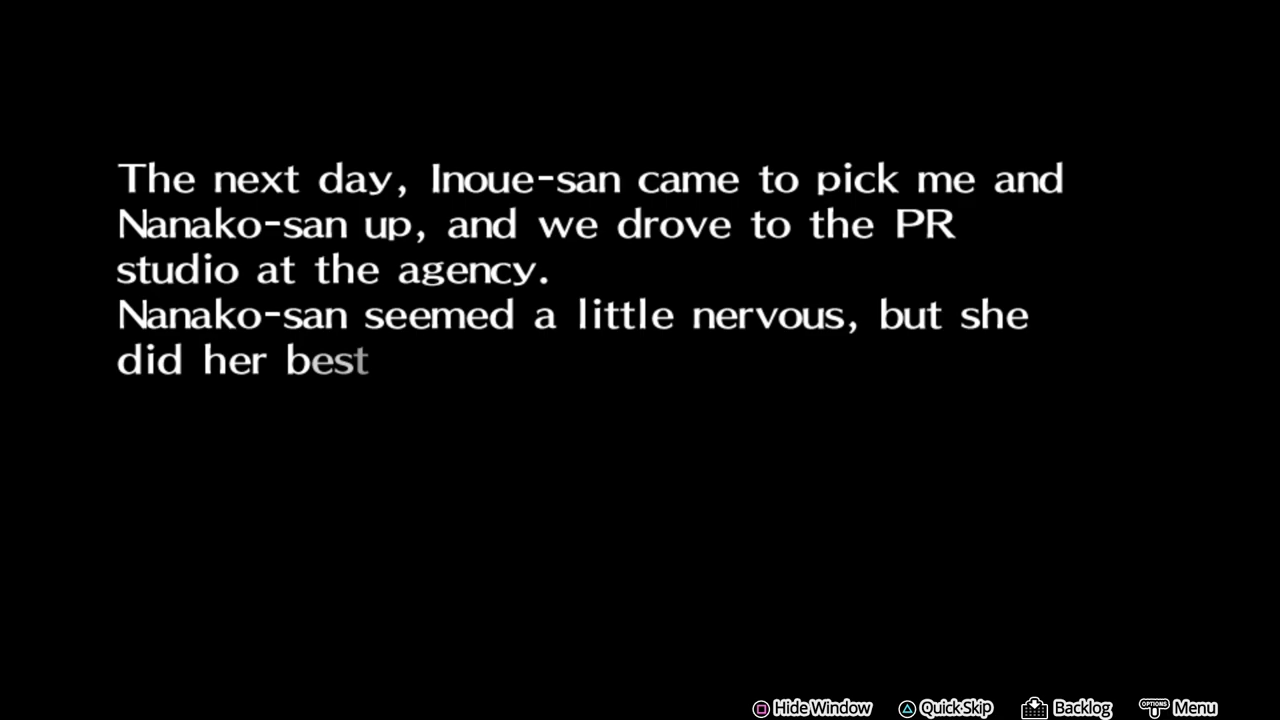 The next day, Inoue-san came to pick me and
Nanako-san up, and we drove to the PR
studio at the agency.
Nanako-san seemed a little nervous, but she
did her best
Hide Window Quick Skip Backlog OPTIONS Menu